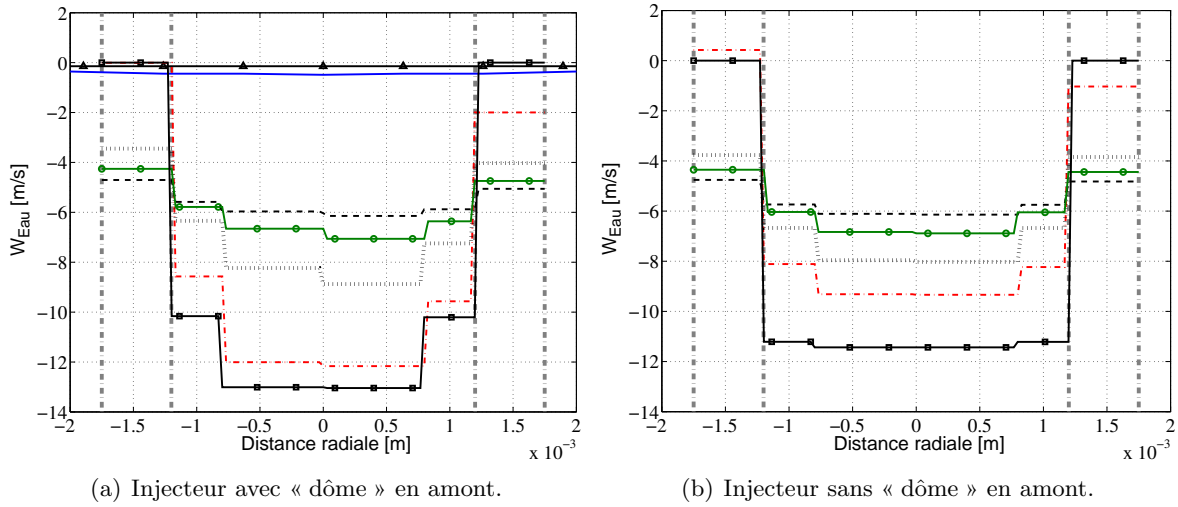 2
0
−2
−4
−6
−8
−10
−12
−14
W_Eau [m/s]
−2 −1.5 −1 −0.5 0 0.5 1 1.5 2
Distance radiale [m]
x 10^−3
(a) Injecteur avec « dôme » en amont.
2
0
−2
−4
−6
−8
−10
−12
−14
W_Eau [m/s]
−2 −1.5 −1 −0.5 0 0.5 1 1.5 2
Distance radiale [m]
x 10^−3
(b) Injecteur sans « dôme » en amont.